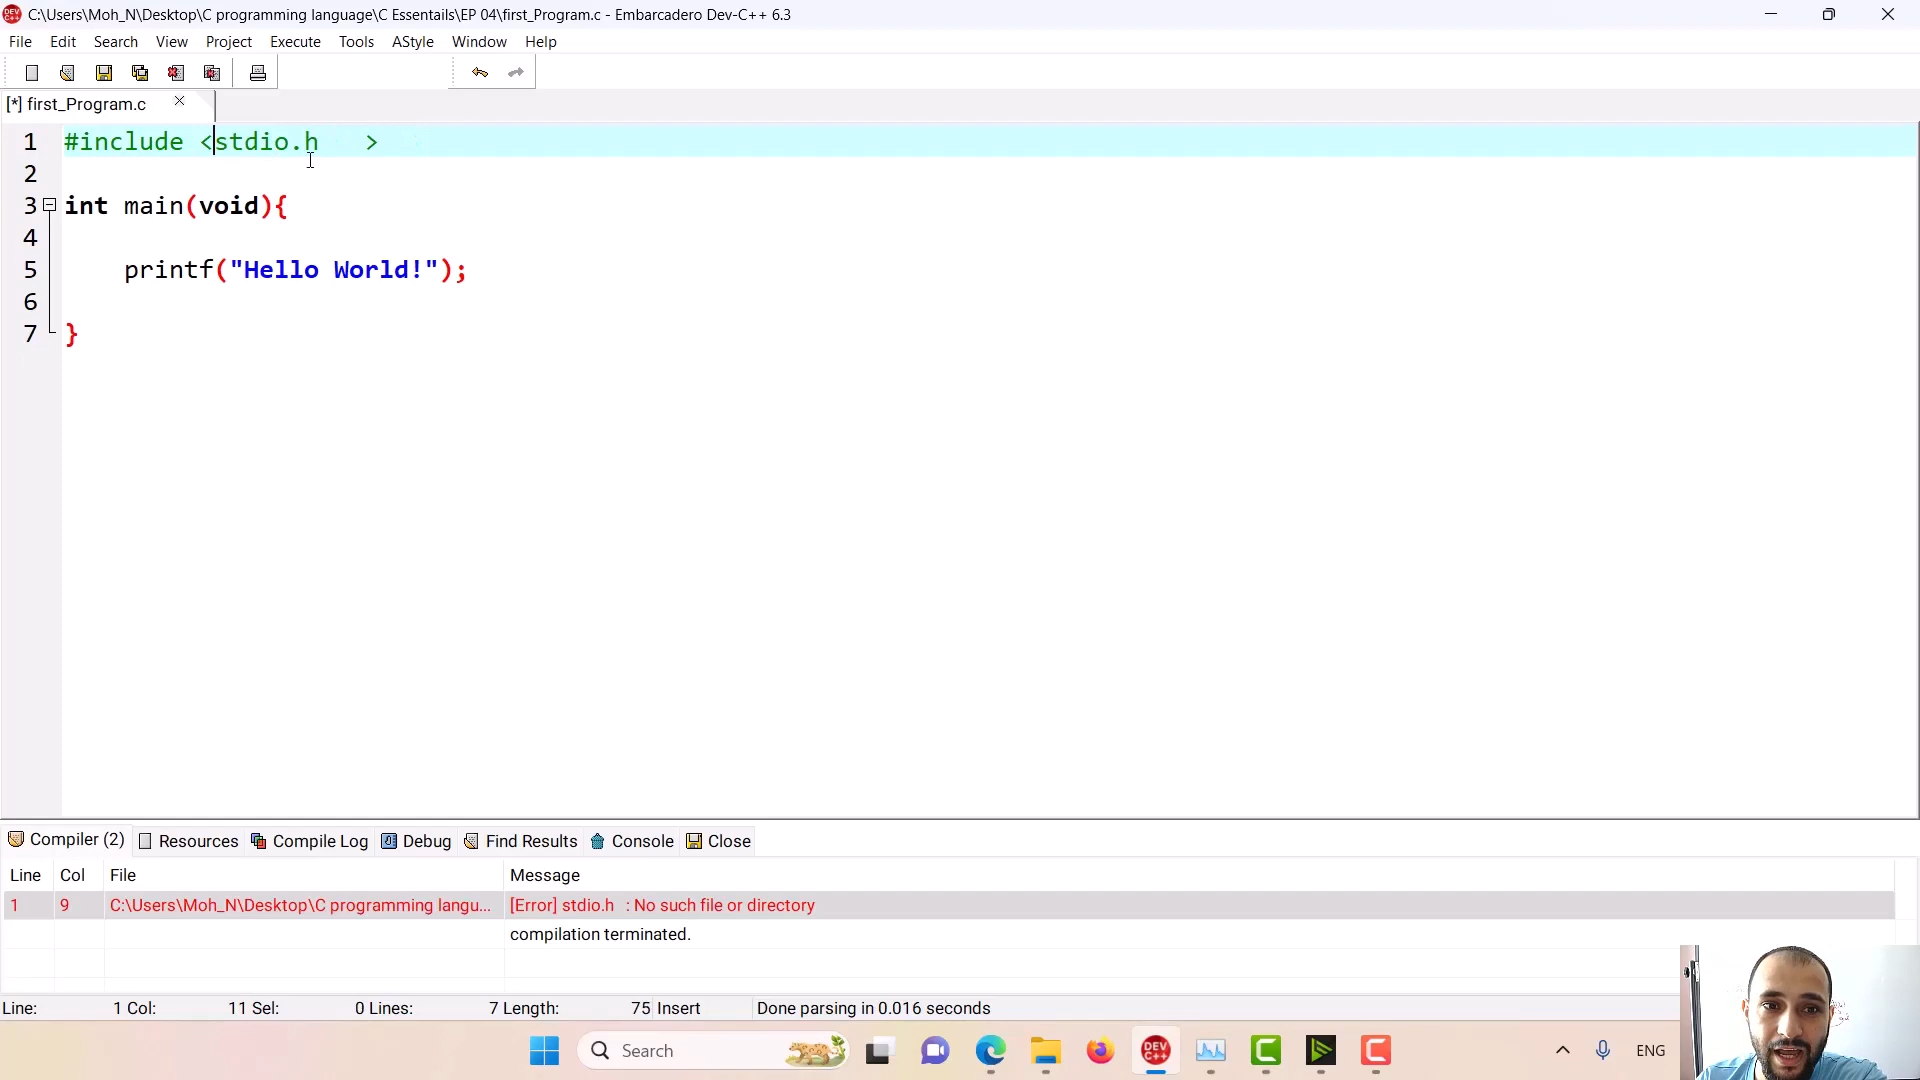 C:\Users\Moh_N\Desktop\C programming language\C Essentails\EP 04\first_Program.c - Embarcadero Dev-C++ 6.3
File Edit Search View Project Execute Tools AStyle Window Help
[*] first_Program.c
1 #include <stdio.h   >
2
3 int main(void){
4
5     printf("Hello World!");
6
7 }
Compiler (2) Resources Compile Log Debug Find Results Console Close
Line Col File Message
1 9 C:\Users\Moh_N\Desktop\C programming langu... [Error] stdio.h   : No such file or directory
compilation terminated.
Line: 1 Col: 11 Sel: 0 Lines: 7 Length: 75 Insert Done parsing in 0.016 seconds
Search DEV C++ ENG